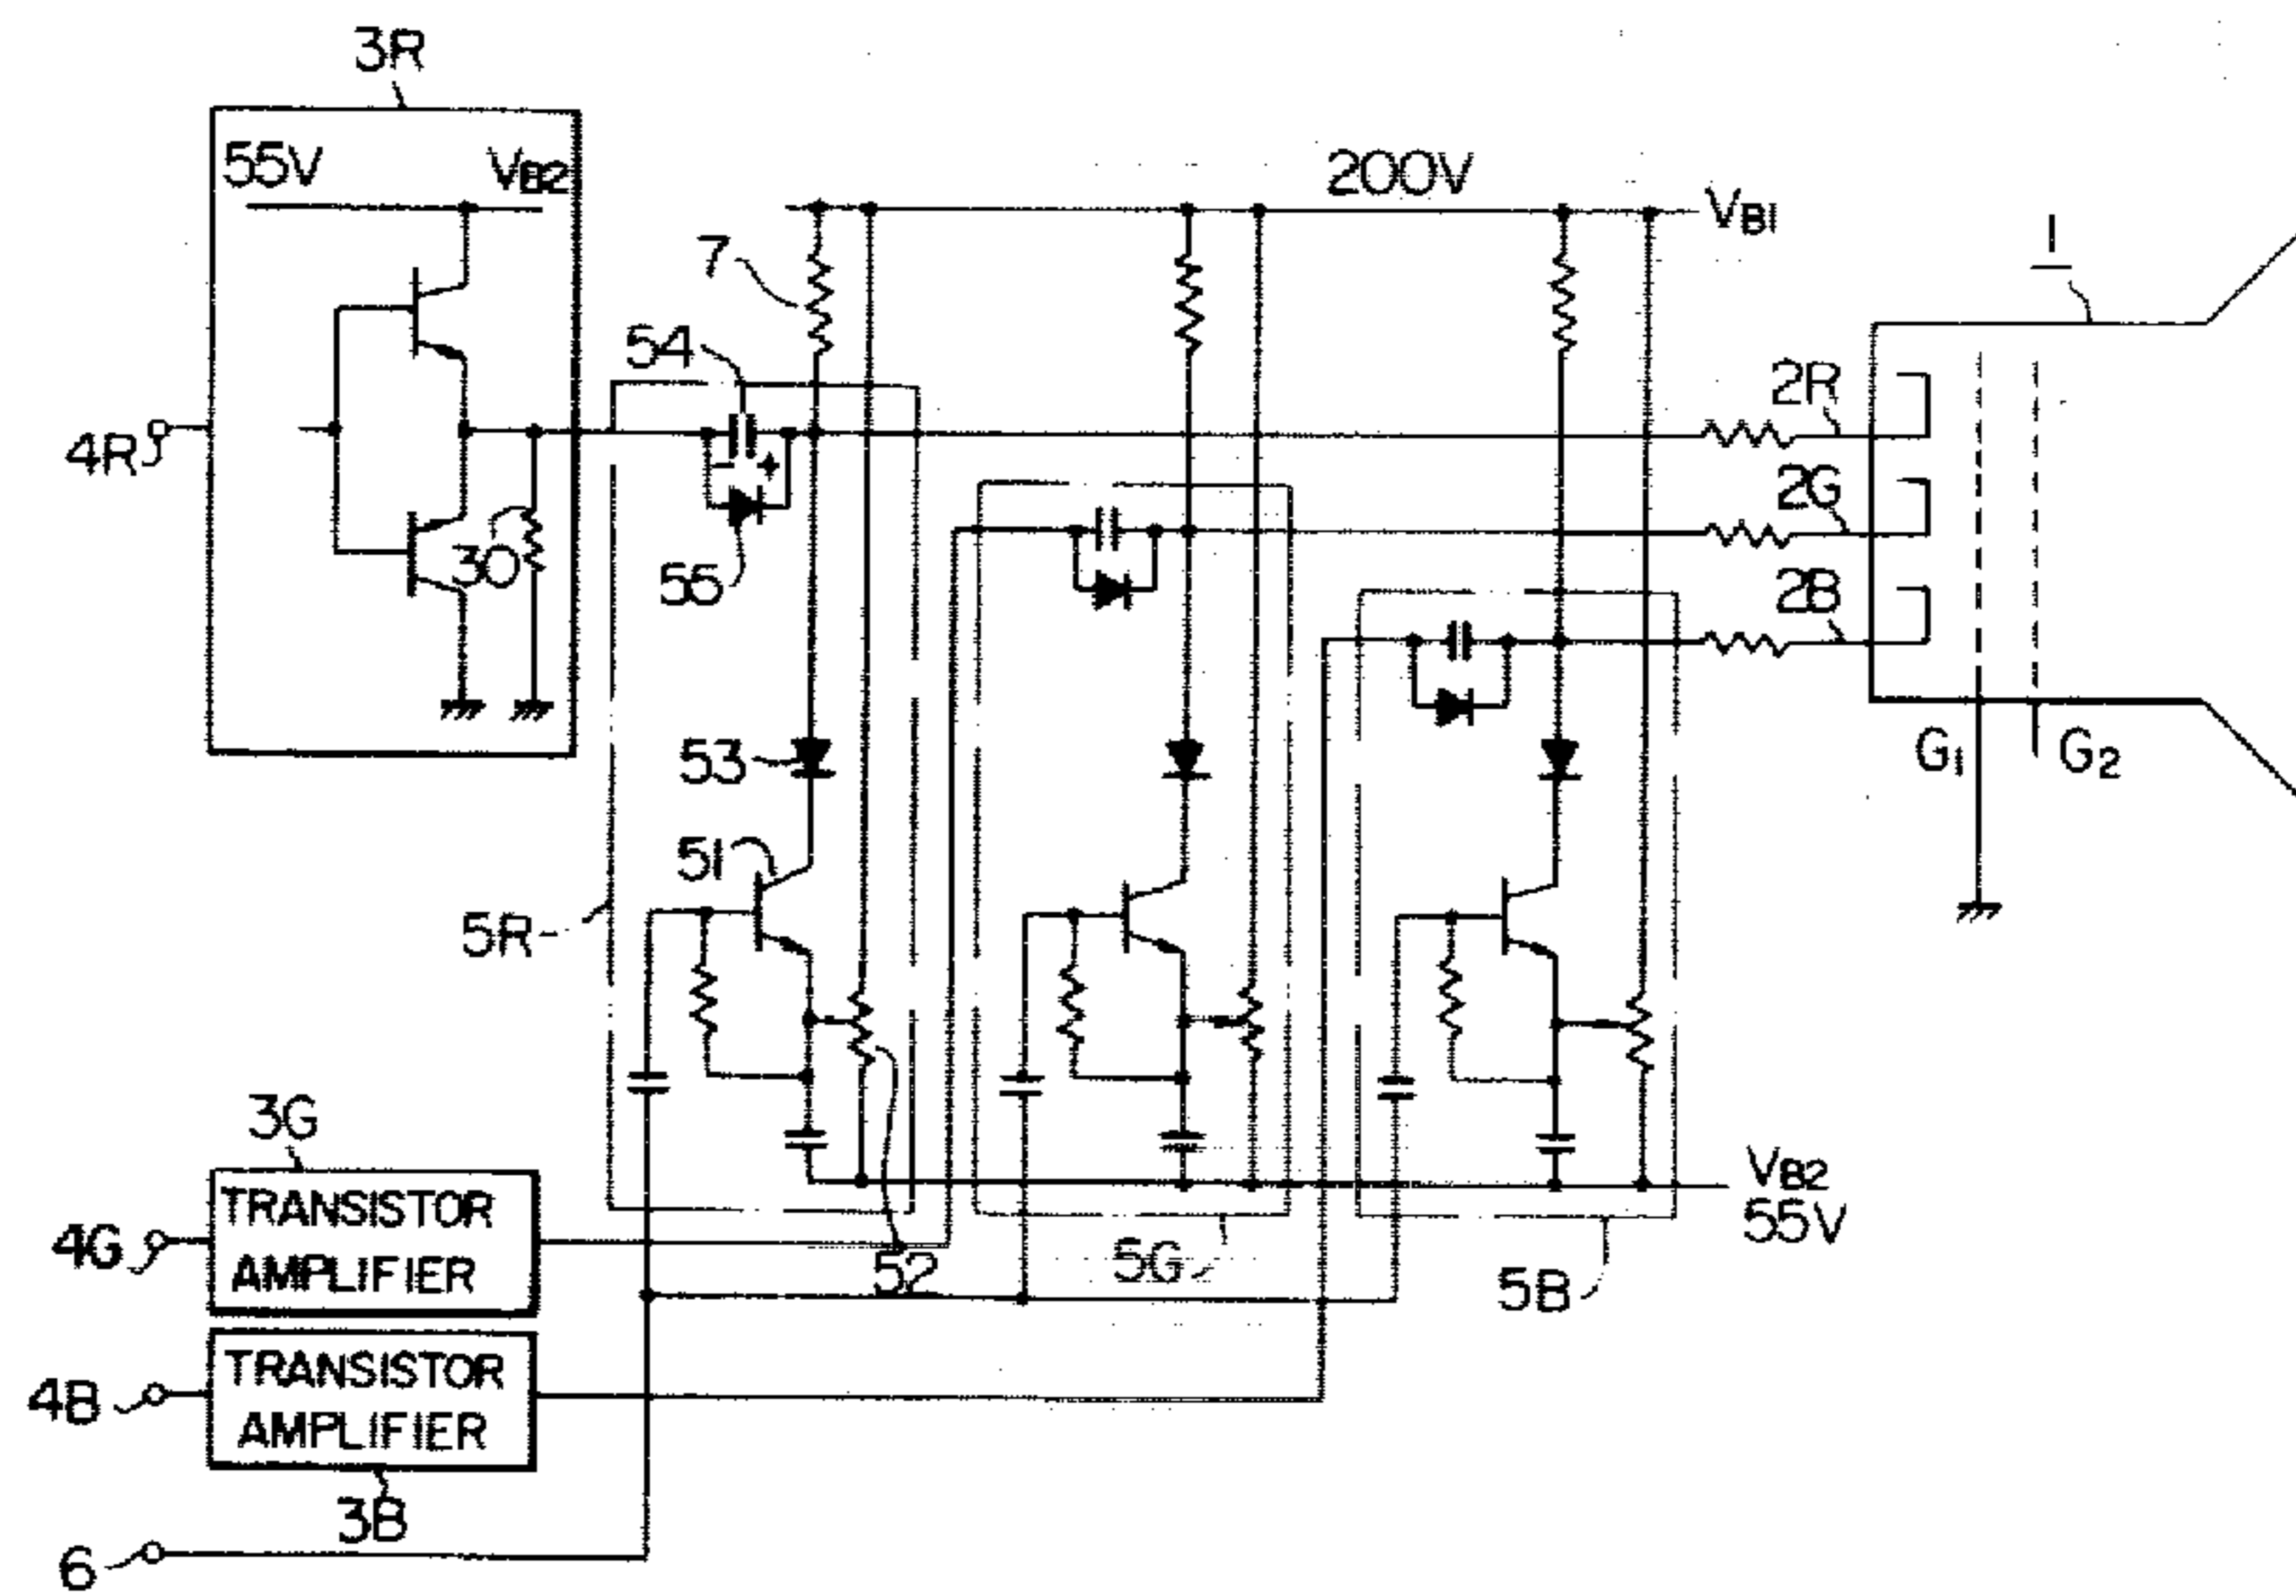 3R
55V VB2
200V
VB1
1
7
54
2R
4R
2G
30
55
2B
53
G1 G2
51
5R
3G
VB2
55V
TRANSISTOR
AMPLIFIER
4G
52
5G
5B
TRANSISTOR
AMPLIFIER
4B
3B
6